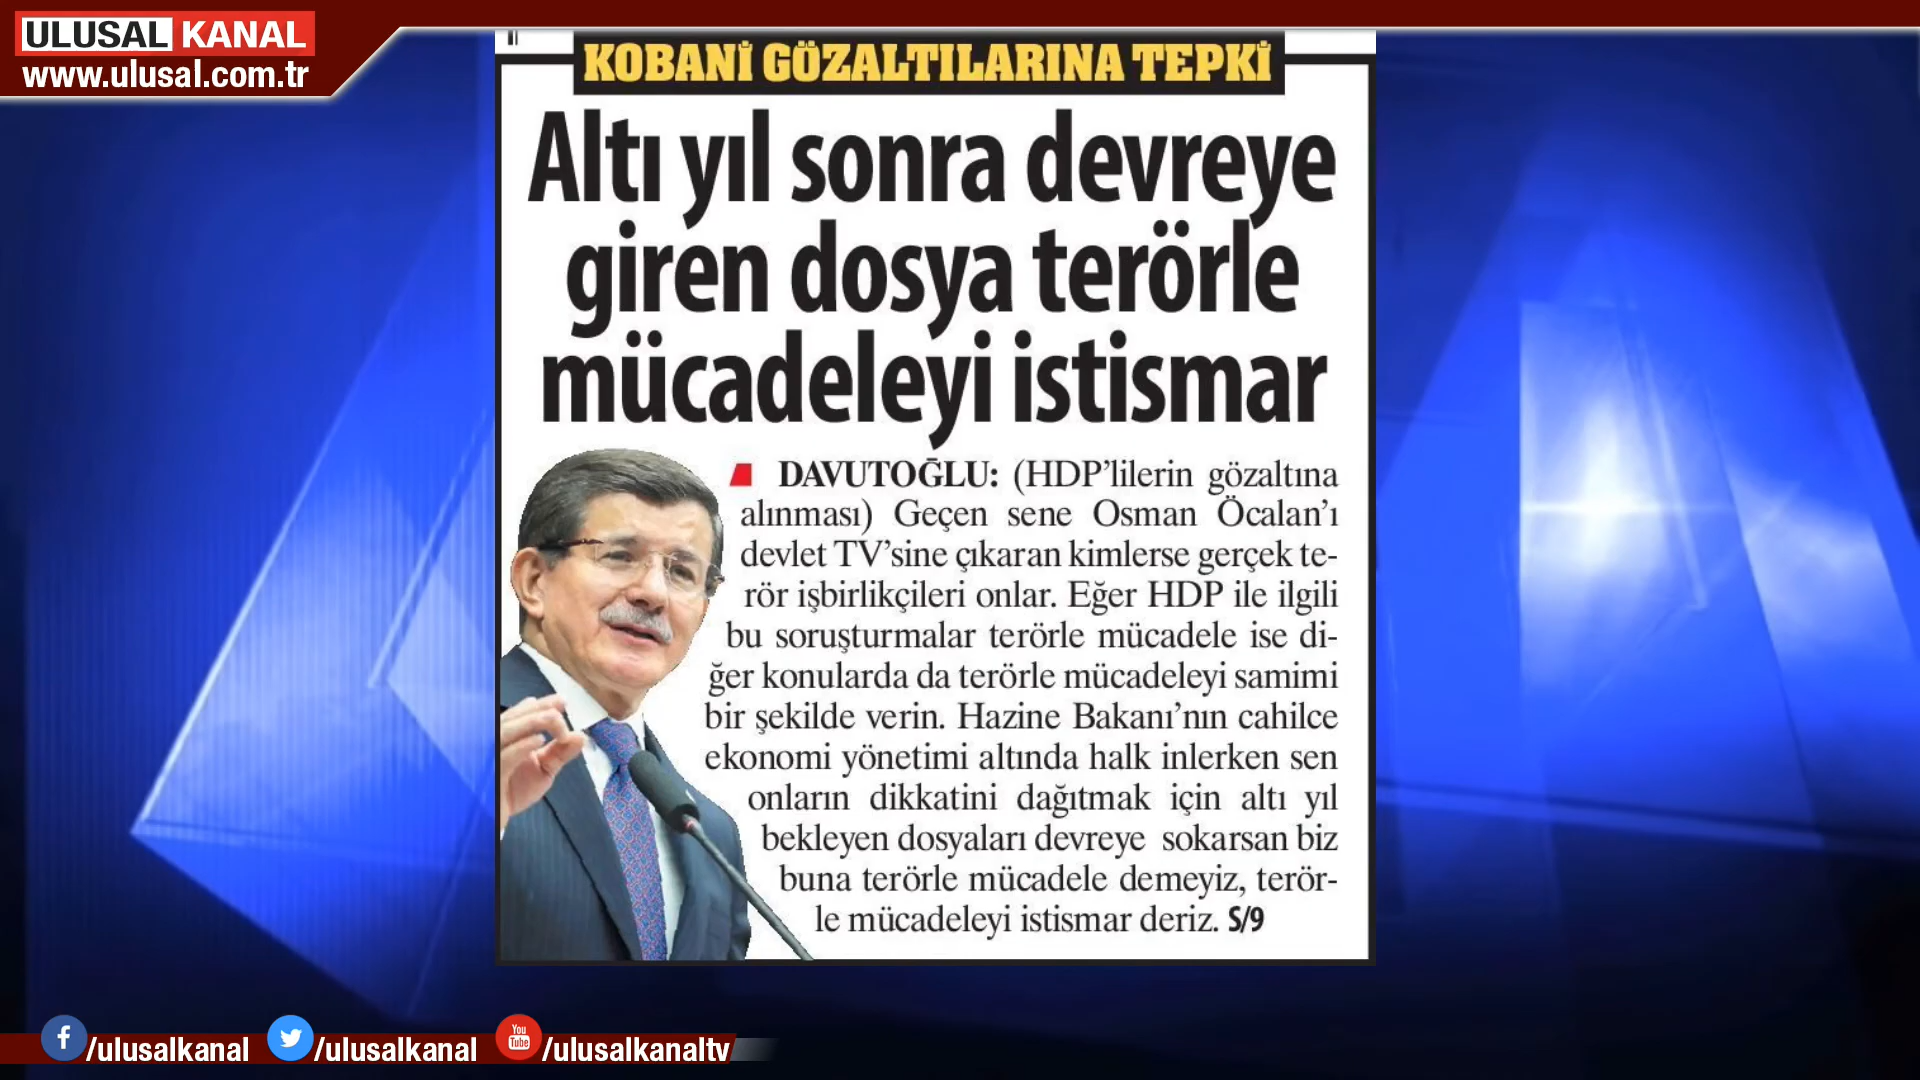 ULUSAL KANAL
www.ulusal.com.tr
KOBANİ GÖZALTILARINA TEPKİ
Altı yıl sonra devreye
giren dosya terörle
mücadeleyi istismar
DAVUTOĞLU: (HDP’lilerin gözaltına
alınması) Geçen sene Osman Öcalan’ı
devlet TV’sine çıkaran kimlerse gerçek te-
rör işbirlikçileri onlar. Eğer HDP ile ilgili
bu soruşturmalar terörle mücadele ise di-
ğer konularda da terörle mücadeleyi samimi
bir şekilde verin. Hazine Bakanı’nın cahilce
ekonomi yönetimi altında halk inlerken sen
onların dikkatini dağıtmak için altı yıl
bekleyen dosyaları devreye sokarsan biz
buna terörle mücadele demeyiz, terör-
le mücadeleyi istismar deriz. S/9
/ulusalkanal
/ulusalkanal
You
Tube
/ulusalkanaltv